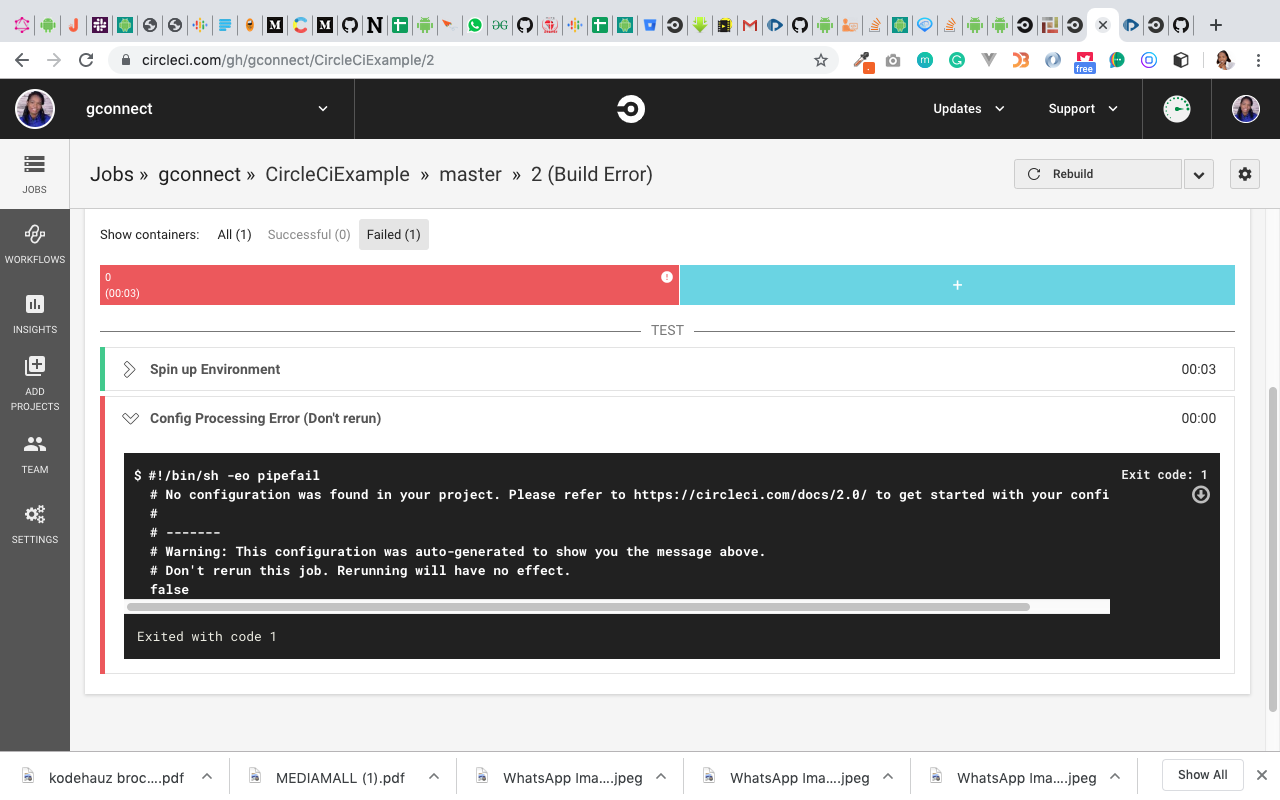 circleci.com/gh/gconnect/CircleCiExample/2
free
gconnect
Updates
Support
JOBS
Jobs » gconnect » CircleCiExample » master » 2 (Build Error)
Rebuild
WORKFLOWS
INSIGHTS
ADD
PROJECTS
TEAM
SETTINGS
Show containers: All (1) Successful (0) Failed (1)
0
(00:03)
+
TEST
Spin up Environment 00:03
Config Processing Error (Don't rerun) 00:00
$ #!/bin/sh -eo pipefail
Exit code: 1
# No configuration was found in your project. Please refer to https://circleci.com/docs/2.0/ to get started with your confi
#
# -------
# Warning: This configuration was auto-generated to show you the message above.
# Don't rerun this job. Rerunning will have no effect.
false
Exited with code 1
kodehauz broc....pdf
MEDIAMALL (1).pdf
WhatsApp Ima....jpeg
WhatsApp Ima....jpeg
WhatsApp Ima....jpeg
Show All